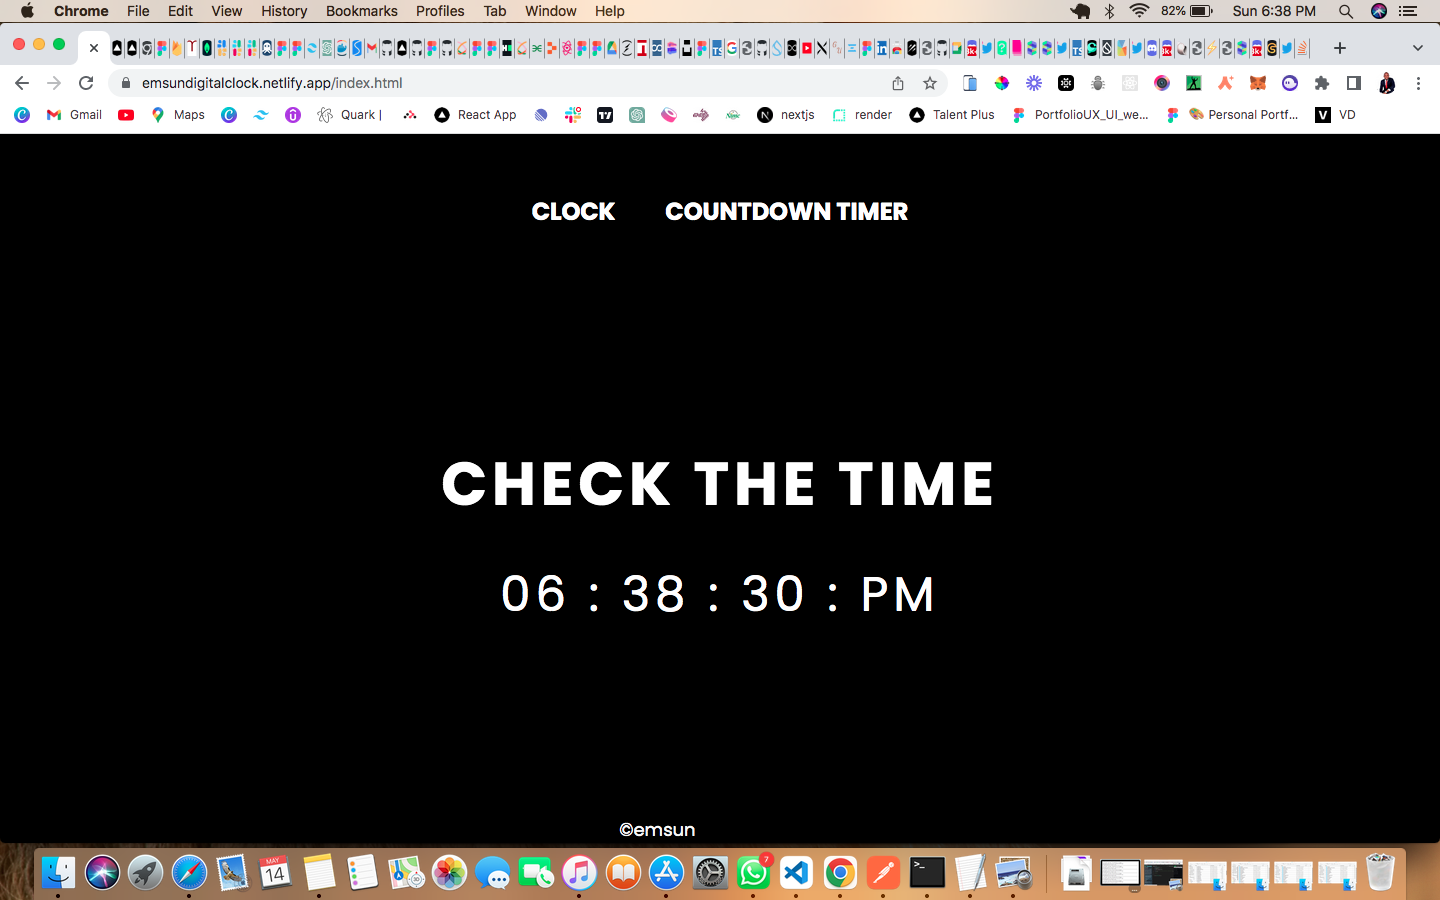 Chrome File Edit View History Bookmarks Profiles Tab Window Help 82% Sun 6:38 PM
emsundigitalclock.netlify.app/index.html
Gmail Maps Quark | React App nextjs render Talent Plus PortfolioUX_UI_we... Personal Portf... VD
CLOCK COUNTDOWN TIMER
CHECK THE TIME
06 : 38 : 30 : PM
©emsun
MAY
14
7